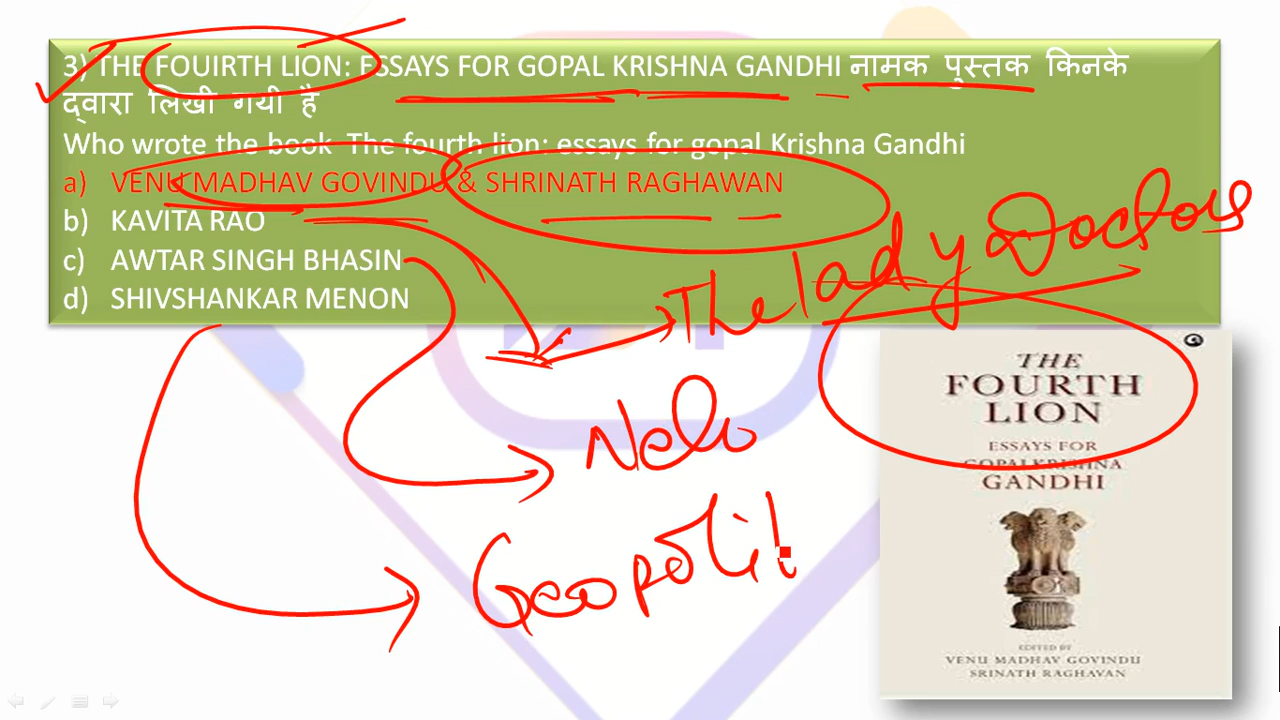 3) THE FOUIRTH LION: ESSAYS FOR GOPAL KRISHNA GANDHI नामक पुस्तक किनके
द्वारा लिखी गयी है
Who wrote the book The fourth lion: essays for gopal Krishna Gandhi
a) VENU MADHAV GOVINDU & SHRINATH RAGHAWAN
b) KAVITA RAO
c) AWTAR SINGH BHASIN
d) SHIVSHANKAR MENON
The lady Doctors
Geopolit
THE
FOURTH
LION
ESSAYS FOR
GOPALKRISHNA
GANDHI
EDITED BY
VENU MADHAV GOVINDU
SRINATH RAGHAVAN